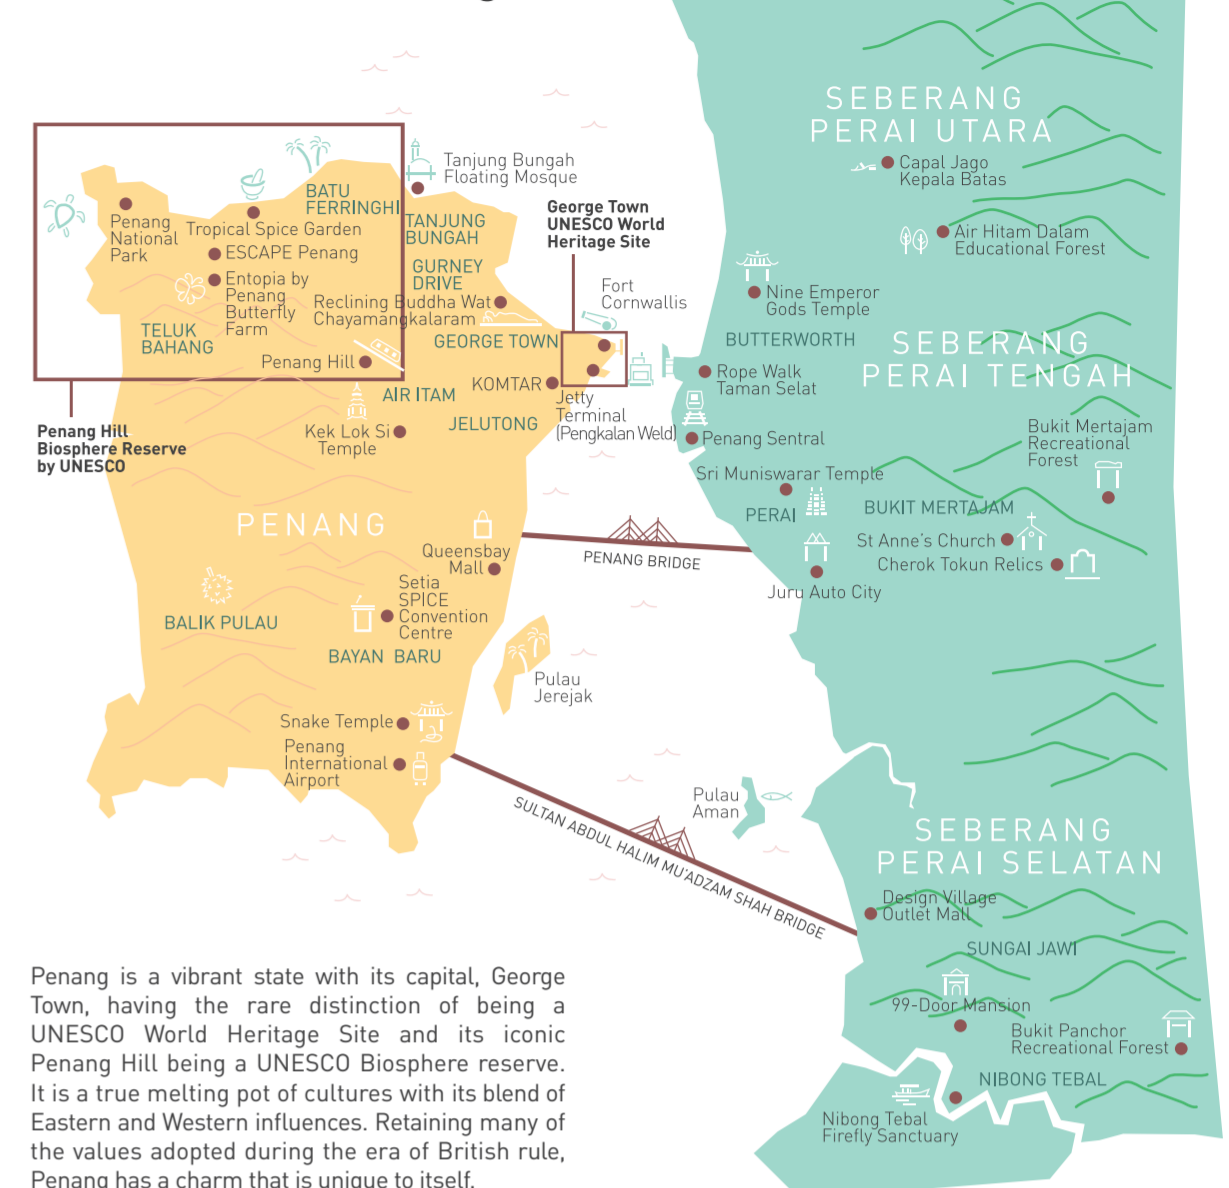 SEBERANG
PERAI UTARA
Capal Jago
Kepala Batas
Air Hitam Dalam
Educational Forest
Tanjung Bungah
Floating Mosque
BATU
FERRINGHI
Penang
National
Park
Tropical Spice Garden
ESCAPE Penang
Entopia by
Penang
Butterfly
Farm
TANJUNG
BUNGAH
GURNEY
DRIVE
George Town
UNESCO World
Heritage Site
Fort
Cornwallis
Reclining Buddha Wat
Chayamangkalaram
TELUK
BAHANG
Penang Hill
GEORGE TOWN
KOMTAR
AIR ITAM
JELUTONG
Jetty
Terminal
(Pengkalan Weld)
Kek Lok Si
Temple
Penang Hill
Biosphere Reserve
by UNESCO
Nine Emperor
Gods Temple
BUTTERWORTH
SEBERANG
PERAI TENGAH
Rope Walk
Taman Selat
Penang Sentral
Bukit Mertajam
Recreational
Forest
Sri Muniswarar Temple
PERAI
BUKIT MERTAJAM
St Anne's Church
Cherok Tokun Relics
Juru Auto City
PENANG
Queensbay
Mall
PENANG BRIDGE
Setia
SPICE
Convention
Centre
BALIK PULAU
BAYAN BARU
Pulau
Jerejak
Snake Temple
Penang
International
Airport
SULTAN ABDUL HALIM MU'ADZAM SHAH BRIDGE
Pulau
Aman
SEBERANG
PERAI SELATAN
Design Village
Outlet Mall
SUNGAI JAWI
99-Door Mansion
Bukit Panchor
Recreational Forest
NIBONG TEBAL
Nibong Tebal
Firefly Sanctuary
Penang is a vibrant state with its capital, George
Town, having the rare distinction of being a
UNESCO World Heritage Site and its iconic
Penang Hill being a UNESCO Biosphere reserve.
It is a true melting pot of cultures with its blend of
Eastern and Western influences. Retaining many of
the values adopted during the era of British rule,
Penang has a charm that is unique to itself.